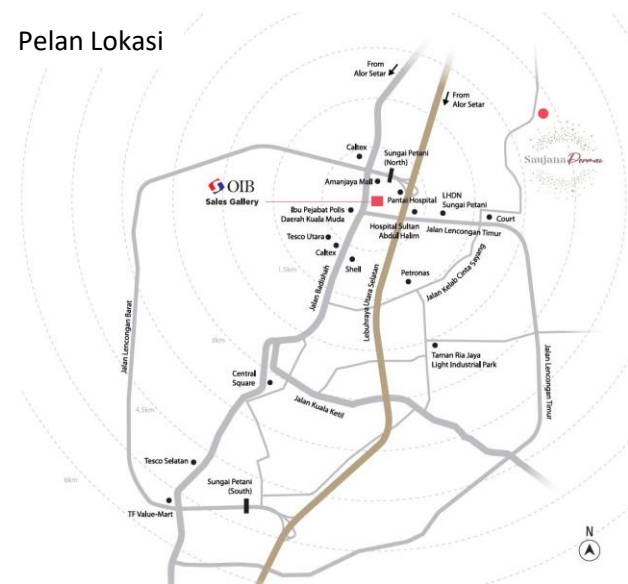 Pelan Lokasi
From
Alor Setar
From
Alor Setar
Saujana Permai
Caltex
Sungai Petani
(North)
Amanjaya Mall
OIB
Sales Gallery
Pantai Hospital
LHDN
Sungai Petani
Court
Ibu Pejabat Polis
Daerah Kuala Muda
Hospital Sultan
Abdul Halim
Jalan Lencongan Timur
Tesco Utara
Caltex
Shell
1.5km
Jalan Badlishah
Lebuhraya Utara Selatan
Petronas
Jalan Kelab Cinta Sayang
Jalan Lencongan Barat
3km
Taman Ria Jaya
Light Industrial Park
Jalan Lencongan Timur
Central
Square
Jalan Kuala Ketil
4.5km
Tesco Selatan
6km
Sungai Petani
(South)
TF Value-Mart
N